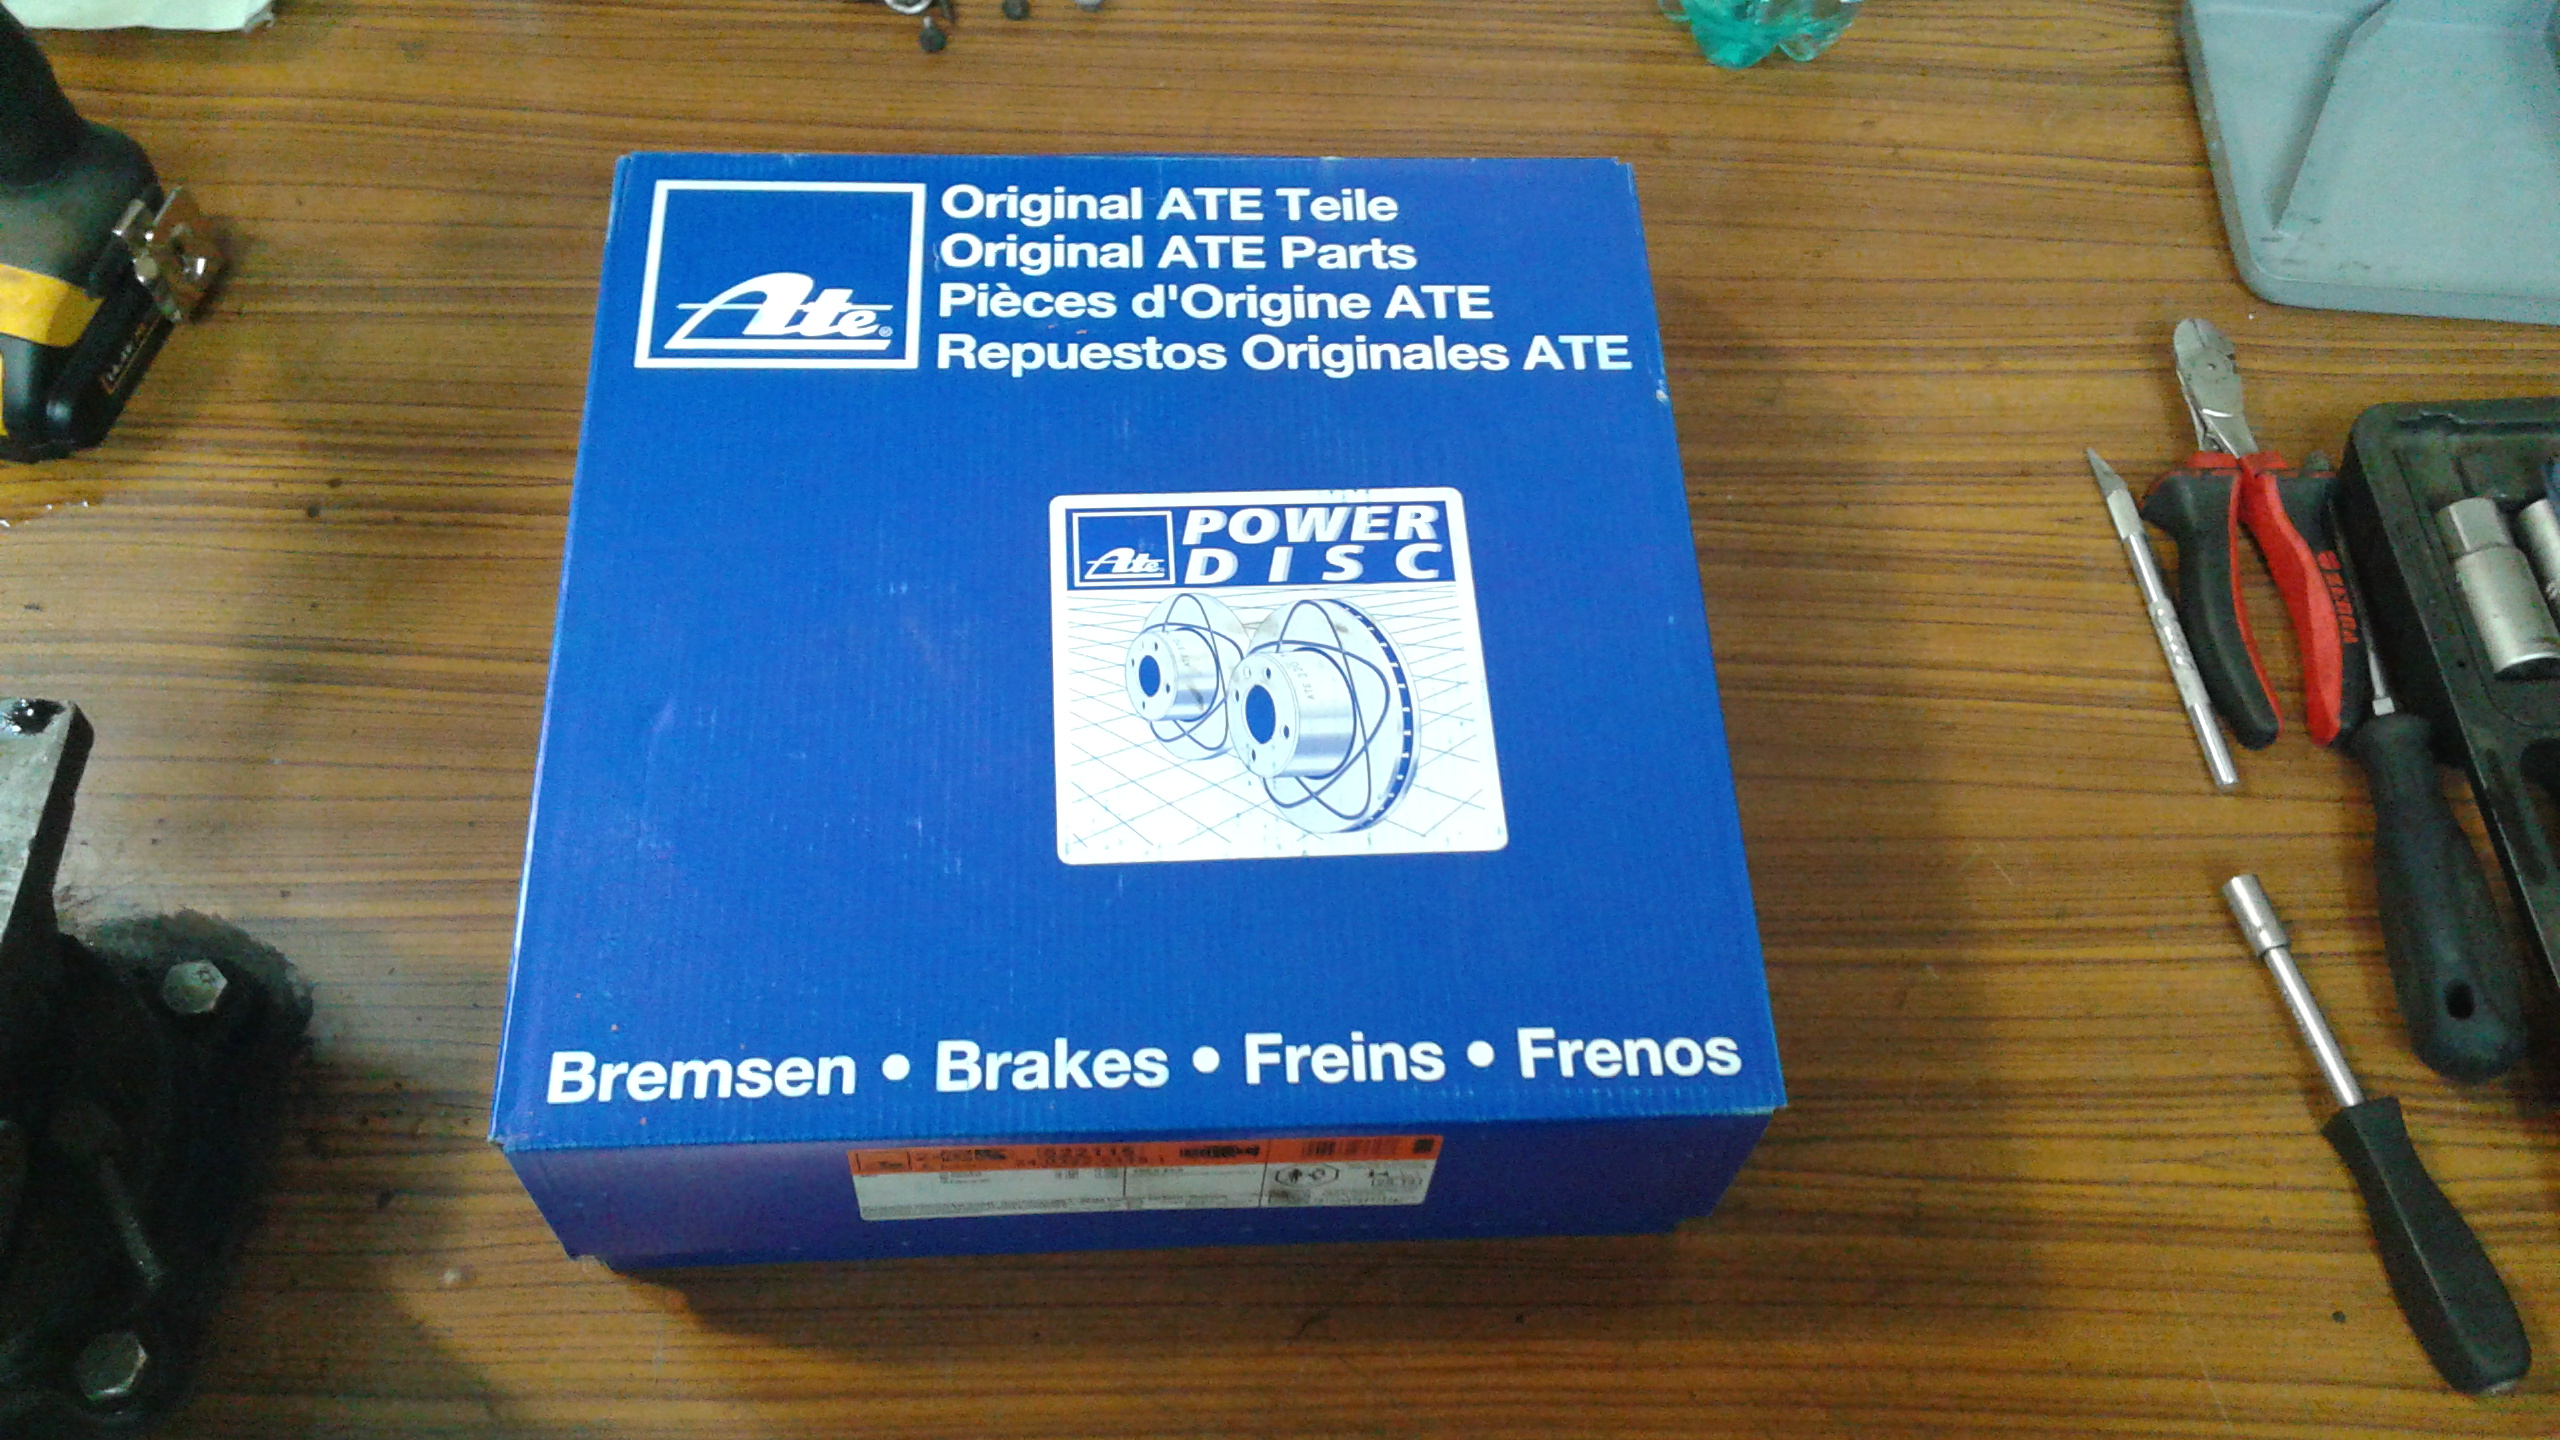 Ate®
Original ATE Teile
Original ATE Parts
Pièces d'Origine ATE
Repuestos Originales ATE
Ate
POWER
DISC
Bremsen • Brakes • Freins • Frenos